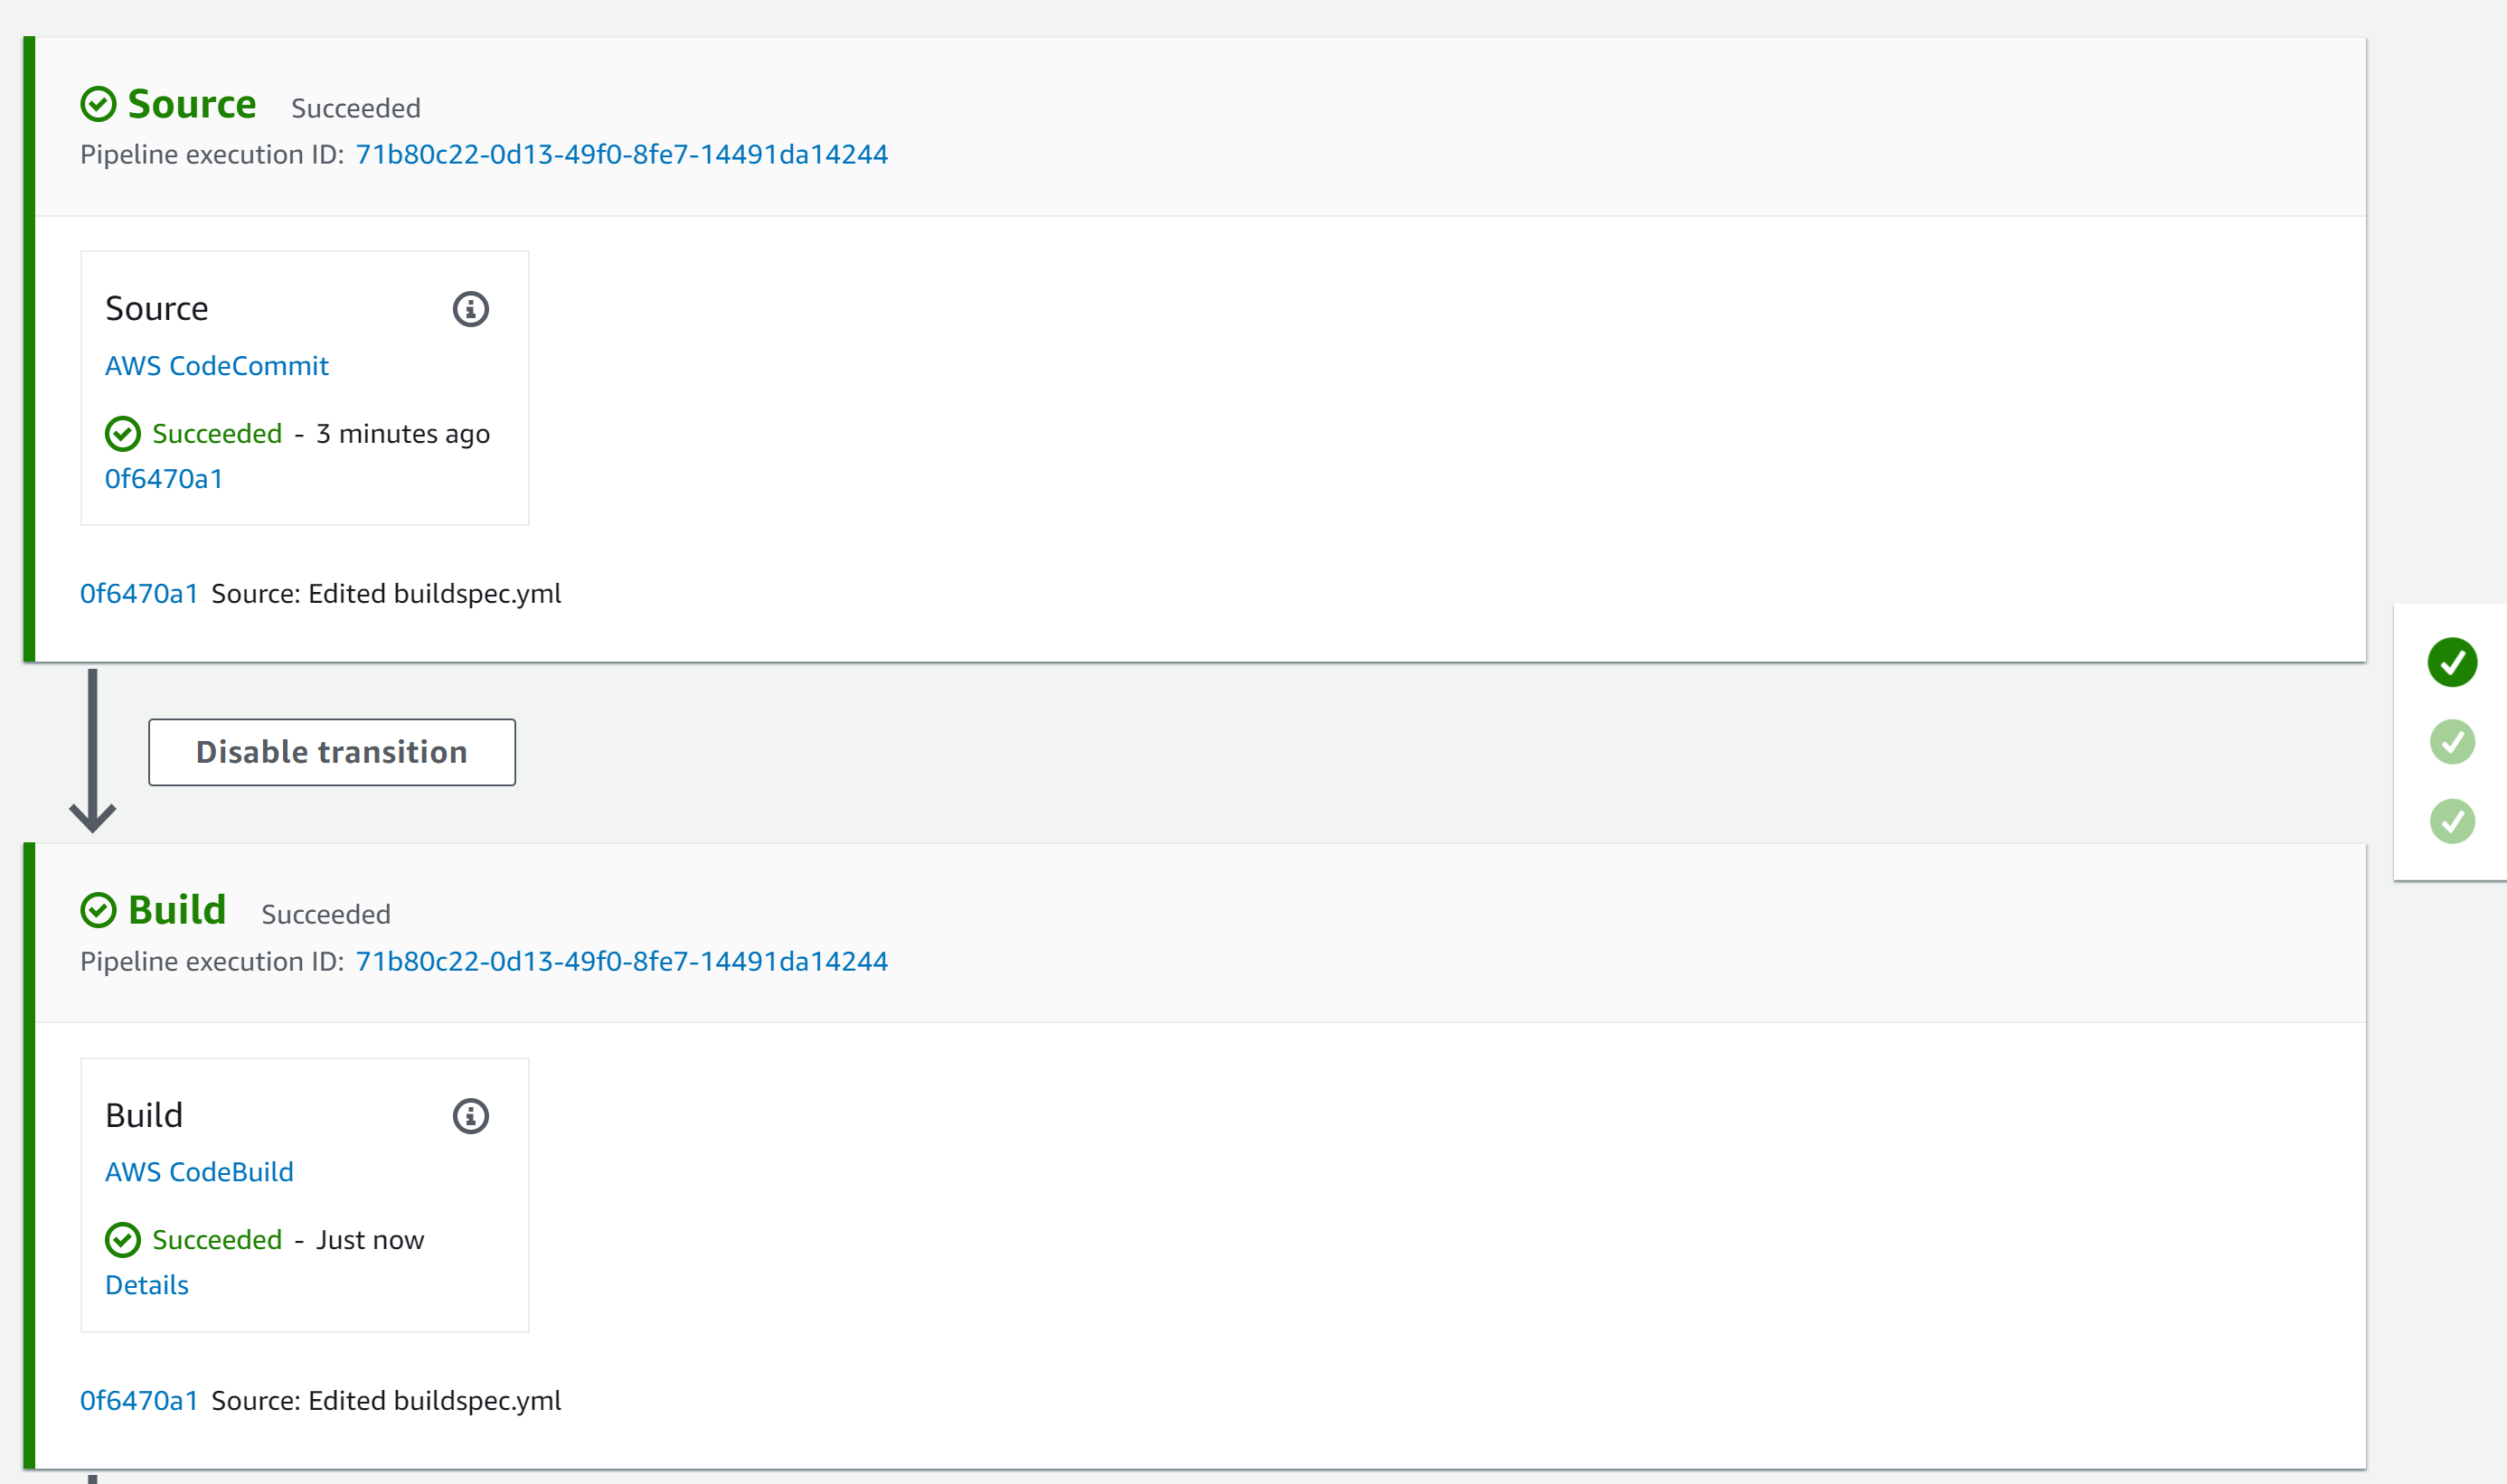 Source Succeeded
Pipeline execution ID: 71b80c22-0d13-49f0-8fe7-14491da14244
Source
AWS CodeCommit
Succeeded - 3 minutes ago
0f6470a1
0f6470a1 Source: Edited buildspec.yml
Disable transition
Build Succeeded
Pipeline execution ID: 71b80c22-0d13-49f0-8fe7-14491da14244
Build
AWS CodeBuild
Succeeded - Just now
Details
0f6470a1 Source: Edited buildspec.yml